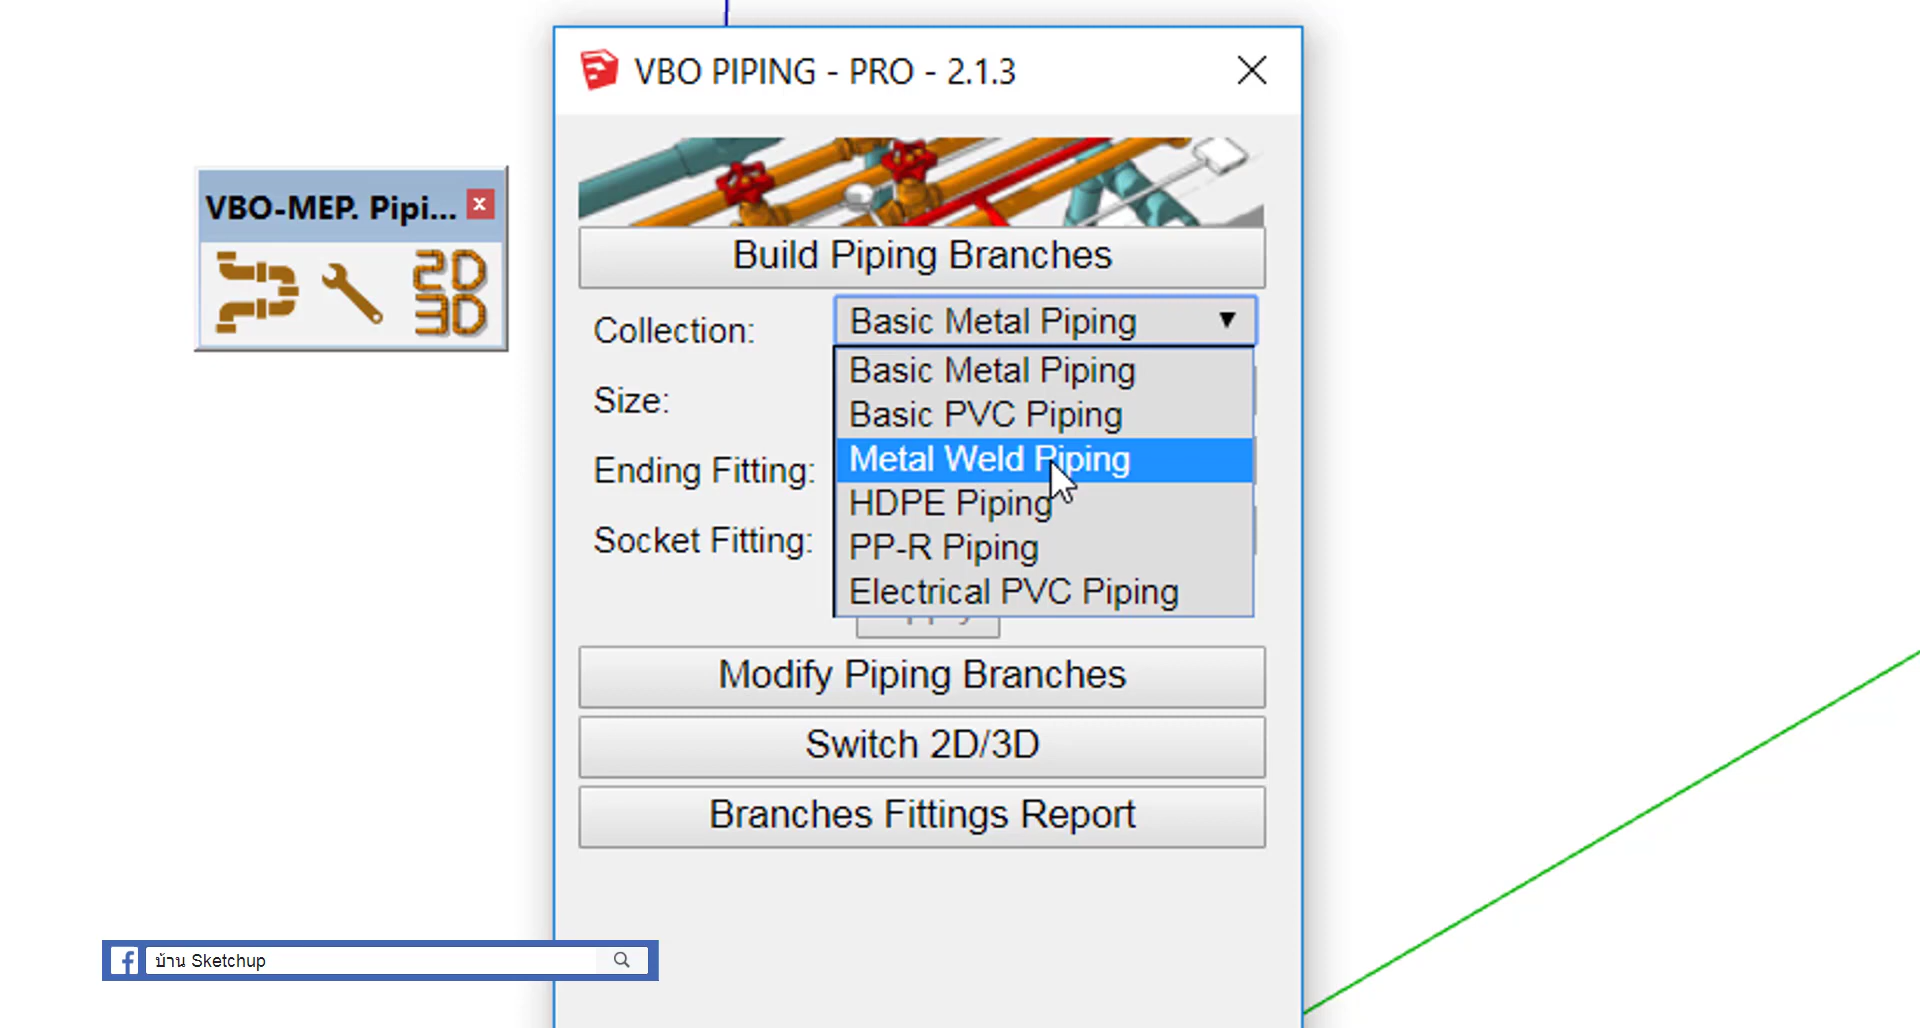 VBO PIPING - PRO - 2.1.3
VBO-MEP. Pipi...
2D
3D
Build Piping Branches
Collection:
Basic Metal Piping
Basic Metal Piping
Basic PVC Piping
Metal Weld Piping
HDPE Piping
PP-R Piping
Electrical PVC Piping
Size:
Ending Fitting:
Socket Fitting:
Modify Piping Branches
Switch 2D/3D
Branches Fittings Report
บ้าน Sketchup